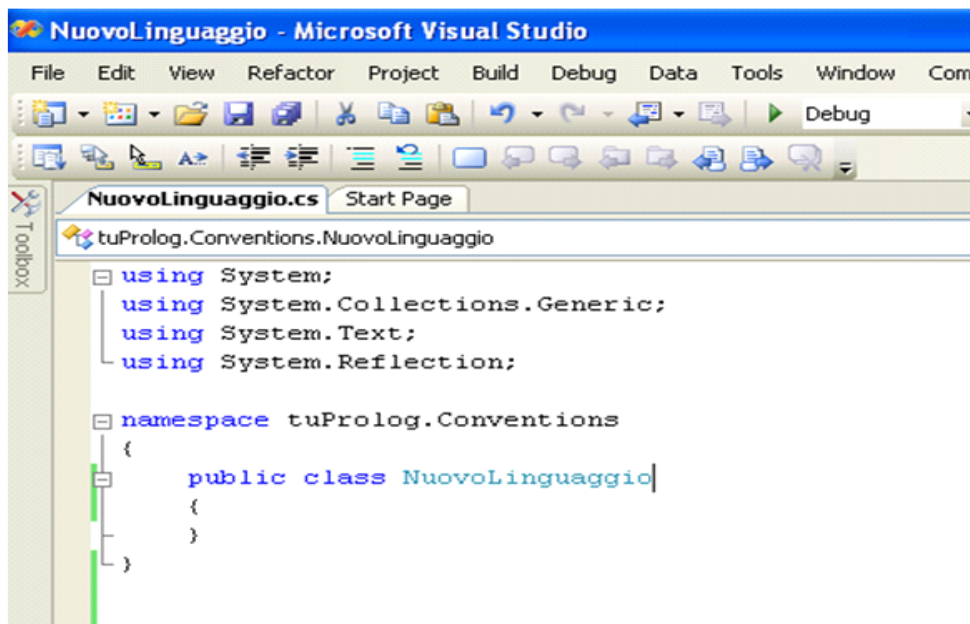 NuovoLinguaggio - Microsoft Visual Studio
File Edit View Refactor Project Build Debug Data Tools Window Com
Debug
NuovoLinguaggio.cs Start Page
Toolbox
tuProlog.Conventions.NuovoLinguaggio
using System;
using System.Collections.Generic;
using System.Text;
using System.Reflection;
namespace tuProlog.Conventions
{
public class NuovoLinguaggio
{
}
}